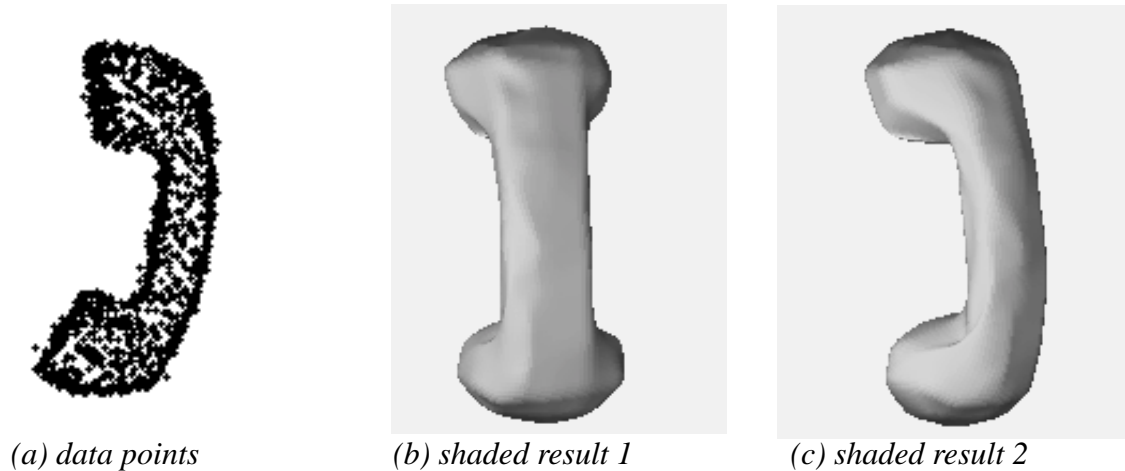 (a) data points
(b) shaded result 1
(c) shaded result 2